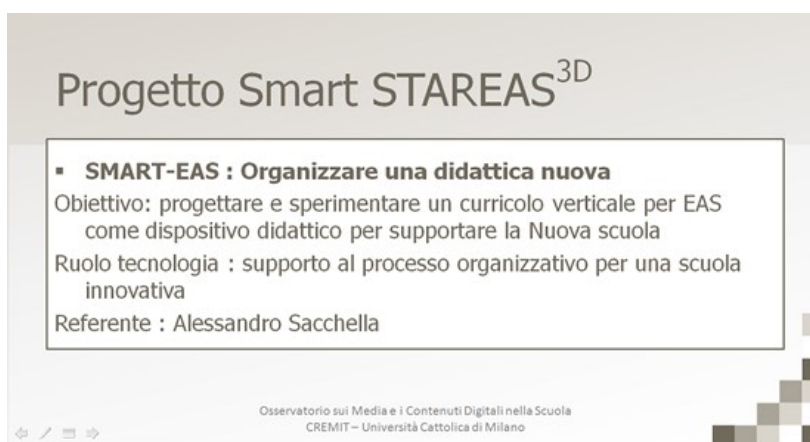 Progetto Smart STAREAS3D
▪ SMART-EAS : Organizzare una didattica nuova
Obiettivo: progettare e sperimentare un curricolo verticale per EAS
come dispositivo didattico per supportare la Nuova scuola
Ruolo tecnologia : supporto al processo organizzativo per una scuola
innovativa
Referente : Alessandro Sacchella
Osservatorio sui Media e i Contenuti Digitali nella Scuola
CREMIT – Università Cattolica di Milano